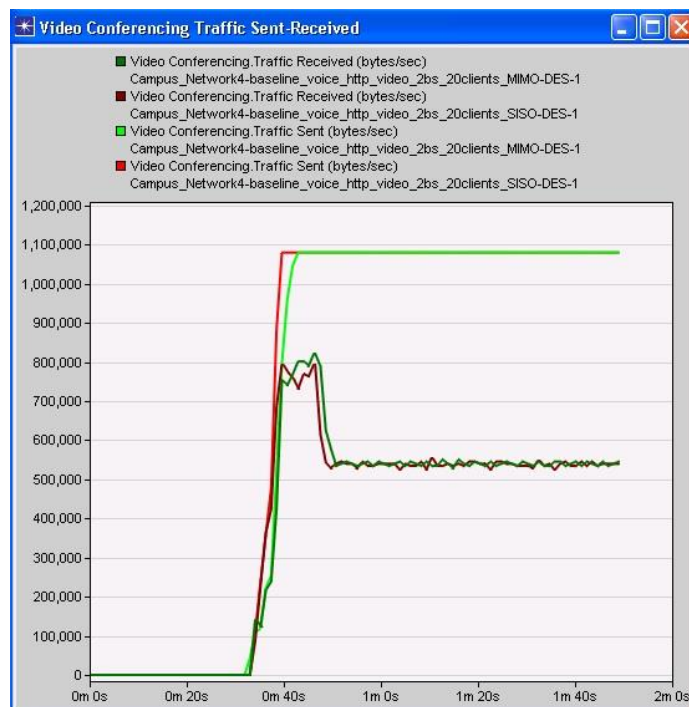 Video Conferencing Traffic Sent-Received
Video Conferencing.Traffic Received (bytes/sec)
Campus_Network4-baseline_voice_http_video_2bs_20clients_MIMO-DES-1
Video Conferencing.Traffic Received (bytes/sec)
Campus_Network4-baseline_voice_http_video_2bs_20clients_SISO-DES-1
Video Conferencing.Traffic Sent (bytes/sec)
Campus_Network4-baseline_voice_http_video_2bs_20clients_MIMO-DES-1
Video Conferencing.Traffic Sent (bytes/sec)
Campus_Network4-baseline_voice_http_video_2bs_20clients_SISO-DES-1
1,200,000
1,100,000
1,000,000
900,000
800,000
700,000
600,000
500,000
400,000
300,000
200,000
100,000
0
0m 0s 0m 20s 0m 40s 1m 0s 1m 20s 1m 40s 2m 0s